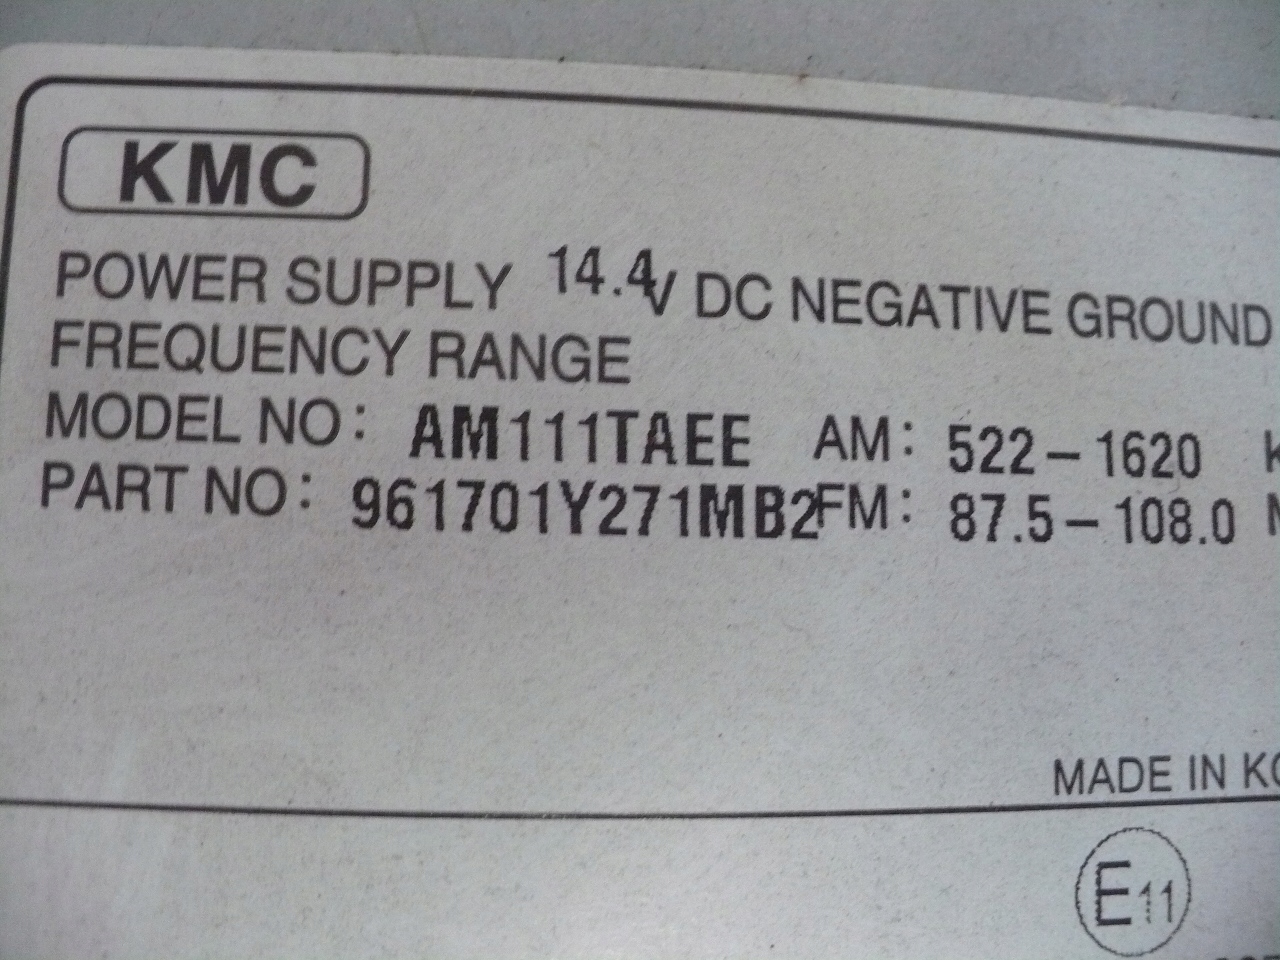 KMC
POWER SUPPLY 14.4V DC NEGATIVE GROUND
FREQUENCY RANGE
MODEL NO: AM111TAEE AM: 522-1620 K
PART NO: 961701Y271MB2 FM: 87.5-108.0 M
MADE IN KO
E11